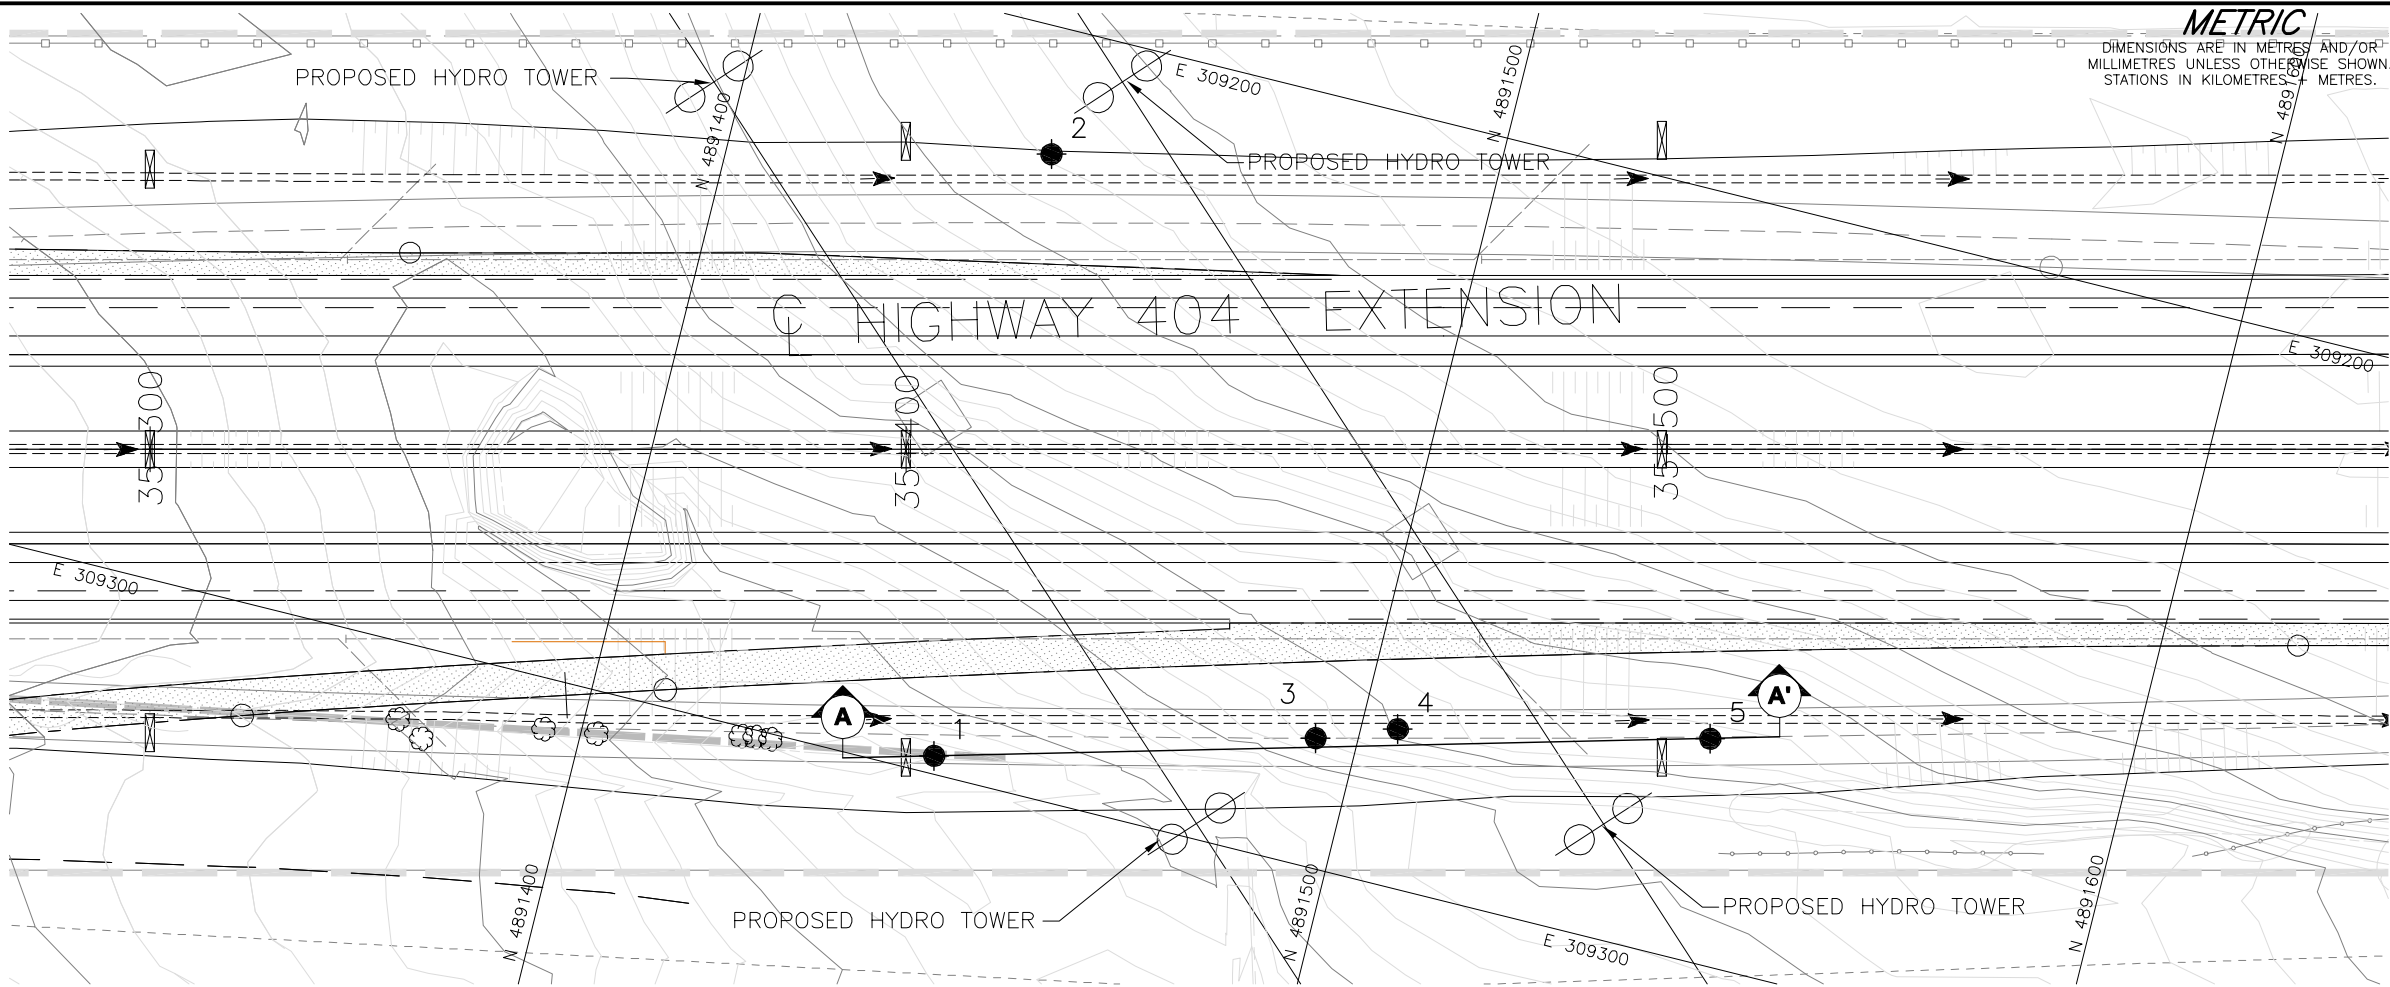 METRIC
DIMENSIONS ARE IN METRES AND/OR
MILLIMETRES UNLESS OTHERWISE SHOWN.
STATIONS IN KILOMETRES + METRES.
PROPOSED HYDRO TOWER
E 309200
N 4891400
N 4891500
N 4891600
2
PROPOSED HYDRO TOWER
℄ HIGHWAY 404 EXTENSION
E 309200
35+300
35+400
35+500
E 309300
A
1
3
4
5
A'
N 4891400
N 4891500
N 4891600
PROPOSED HYDRO TOWER
PROPOSED HYDRO TOWER
E 309300